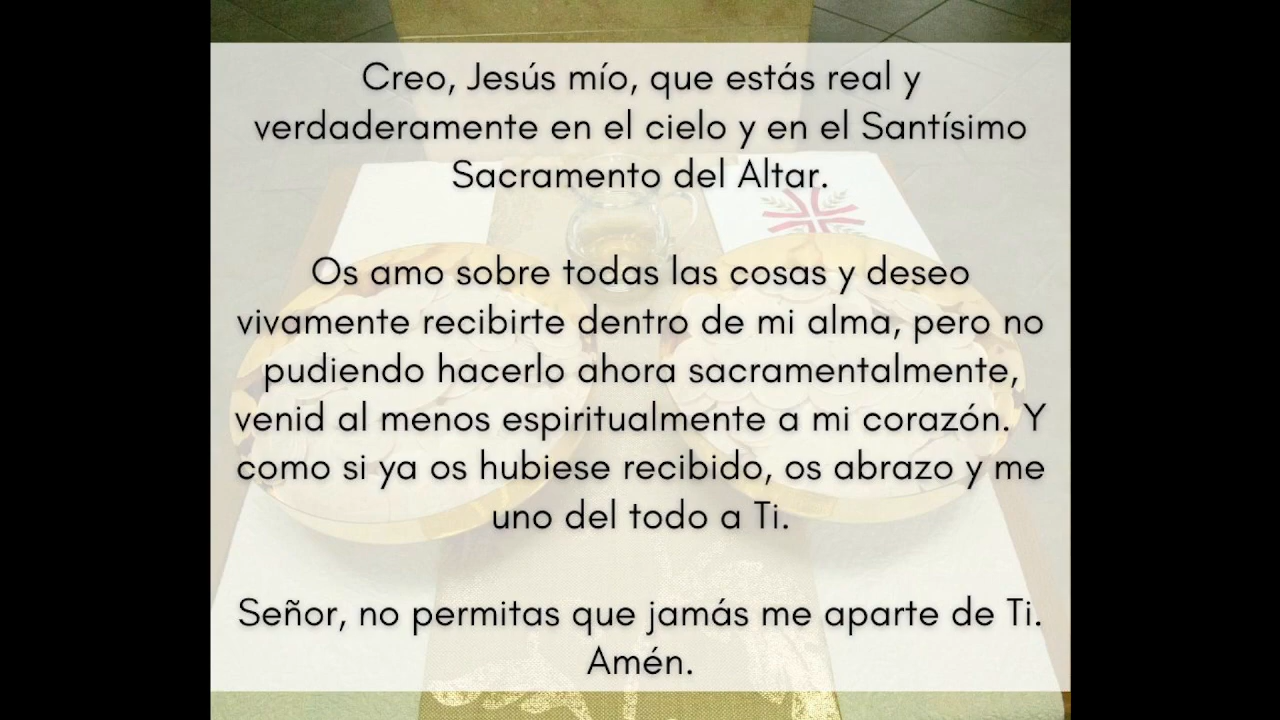 Creo, Jesús mío, que estás real y
verdaderamente en el cielo y en el Santísimo
Sacramento del Altar.
Os amo sobre todas las cosas y deseo
vivamente recibirte dentro de mi alma, pero no
pudiendo hacerlo ahora sacramentalmente,
venid al menos espiritualmente a mi corazón. Y
como si ya os hubiese recibido, os abrazo y me
uno del todo a Ti.
Señor, no permitas que jamás me aparte de Ti.
Amén.